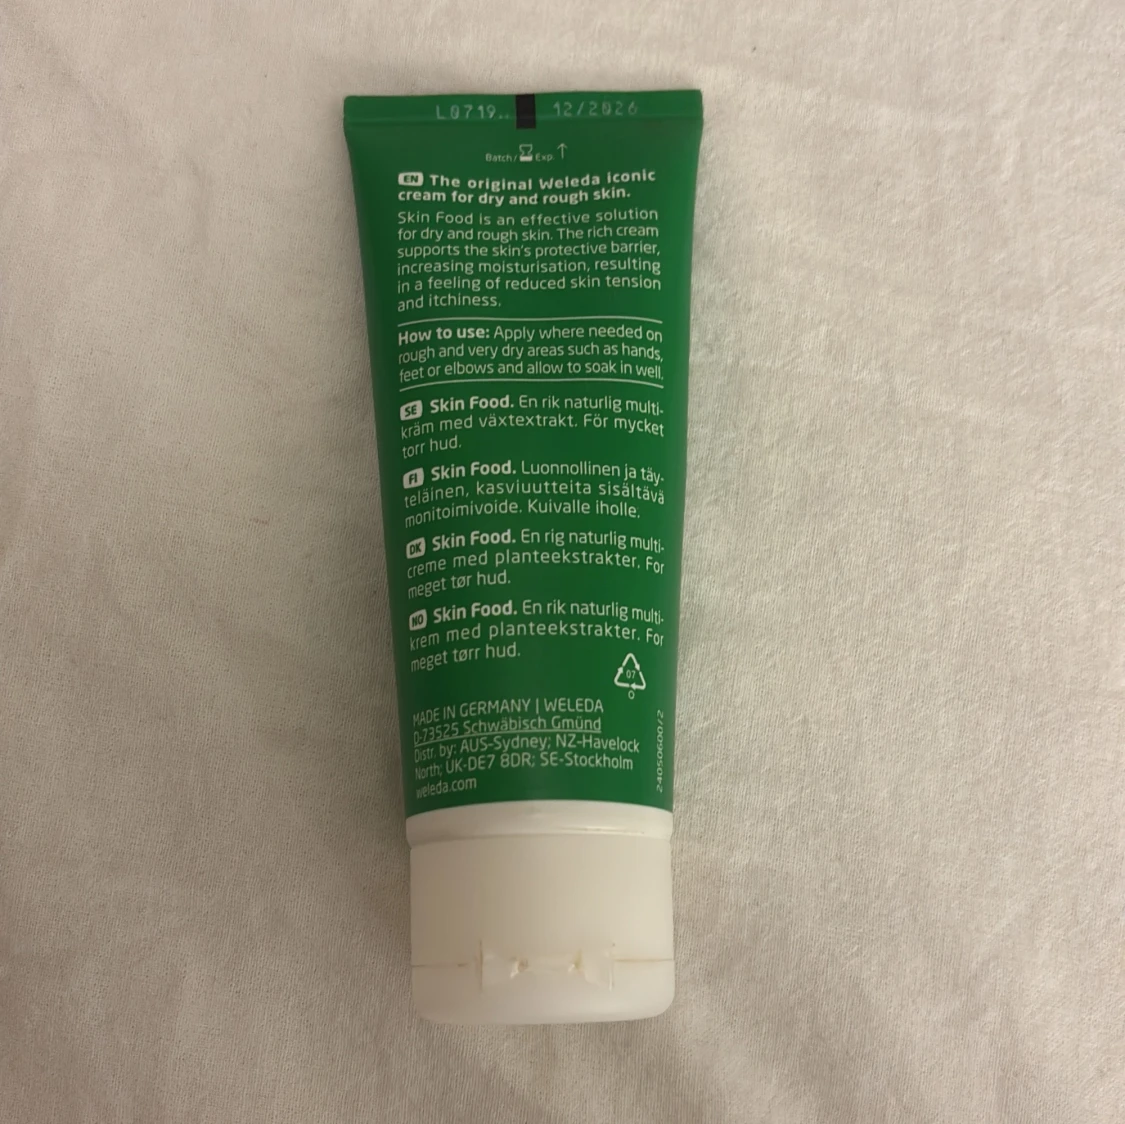 L0719.. 12/2026
Batch/ Exp ↑
EN The original Weleda iconic
cream for dry and rough skin.
Skin Food is an effective solution
for dry and rough skin. The rich cream
supports the skin's protective barrier,
increasing moisturisation, resulting
in a feeling of reduced skin tension
and itchiness.
How to use: Apply where needed on
rough and very dry areas such as hands,
feet or elbows and allow to soak in well.
SE Skin Food. En rik naturlig multi-
kräm med växtextrakt. För mycket
torr hud.
FI Skin Food. Luonnollinen ja täy-
teläinen, kasviuutteita sisältävä
monitoimivoide. Kuivalle iholle.
DK Skin Food. En rig naturlig multi-
creme med planteekstrakter. For
meget tør hud.
NO Skin Food. En rik naturlig multi-
krem med planteekstrakter. For
meget tørr hud.
07
O
MADE IN GERMANY | WELEDA
D-73525 Schwäbisch Gmünd
Distr. by: AUS-Sydney; NZ-Havelock
North; UK-DE7 8DR; SE-Stockholm
weleda.com
24050600/2